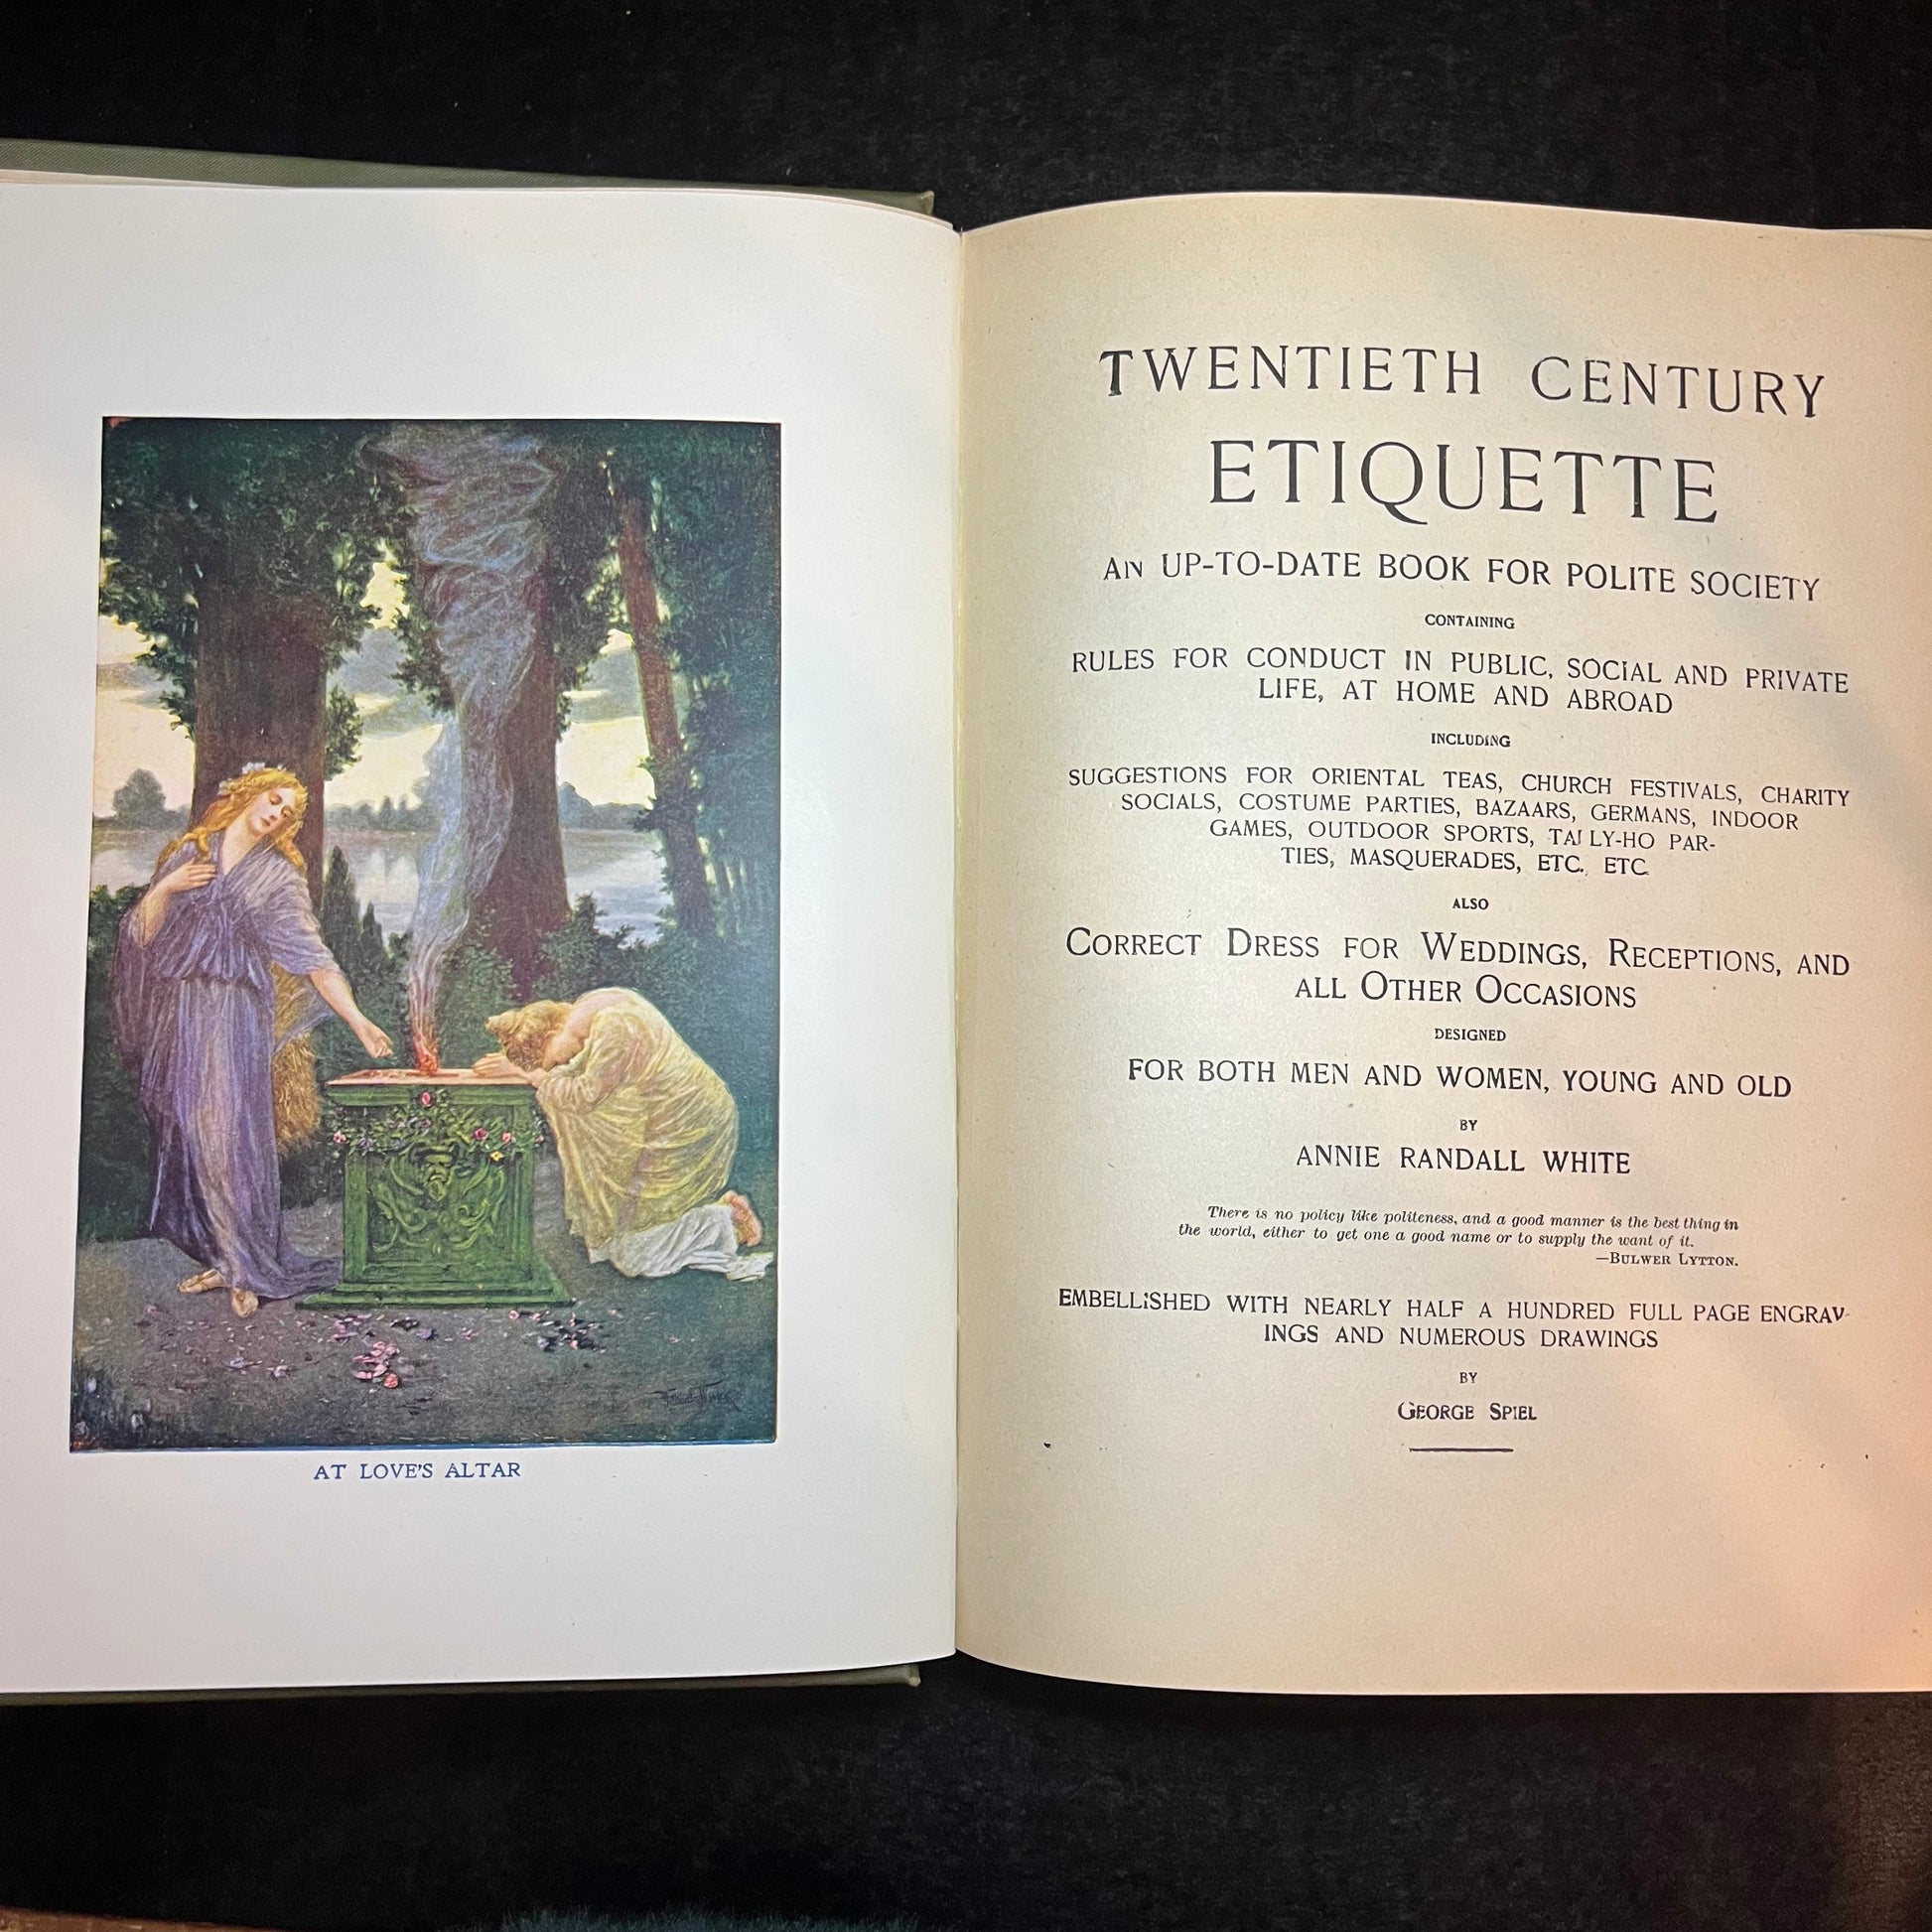 AT LOVE'S ALTAR
TWENTIETH CENTURY
ETIQUETTE
AN UP-TO-DATE BOOK FOR POLITE SOCIETY
CONTAINING
RULES FOR CONDUCT IN PUBLIC, SOCIAL AND PRIVATE
LIFE, AT HOME AND ABROAD
INCLUDING
SUGGESTIONS FOR ORIENTAL TEAS, CHURCH FESTIVALS, CHARITY
SOCIALS, COSTUME PARTIES, BAZAARS, GERMANS, INDOOR
GAMES, OUTDOOR SPORTS, TALLY-HO PAR-
TIES, MASQUERADES, ETC., ETC.
ALSO
CORRECT DRESS FOR WEDDINGS, RECEPTIONS, AND
ALL OTHER OCCASIONS
DESIGNED
FOR BOTH MEN AND WOMEN, YOUNG AND OLD
BY
ANNIE RANDALL WHITE
There is no policy like politeness, and a good manner is the best thing in
the world, either to get one a good name or to supply the want of it.
—BULWER LYTTON.
EMBELLISHED WITH NEARLY HALF A HUNDRED FULL PAGE ENGRAV-
INGS AND NUMEROUS DRAWINGS
BY
GEORGE SPIEL